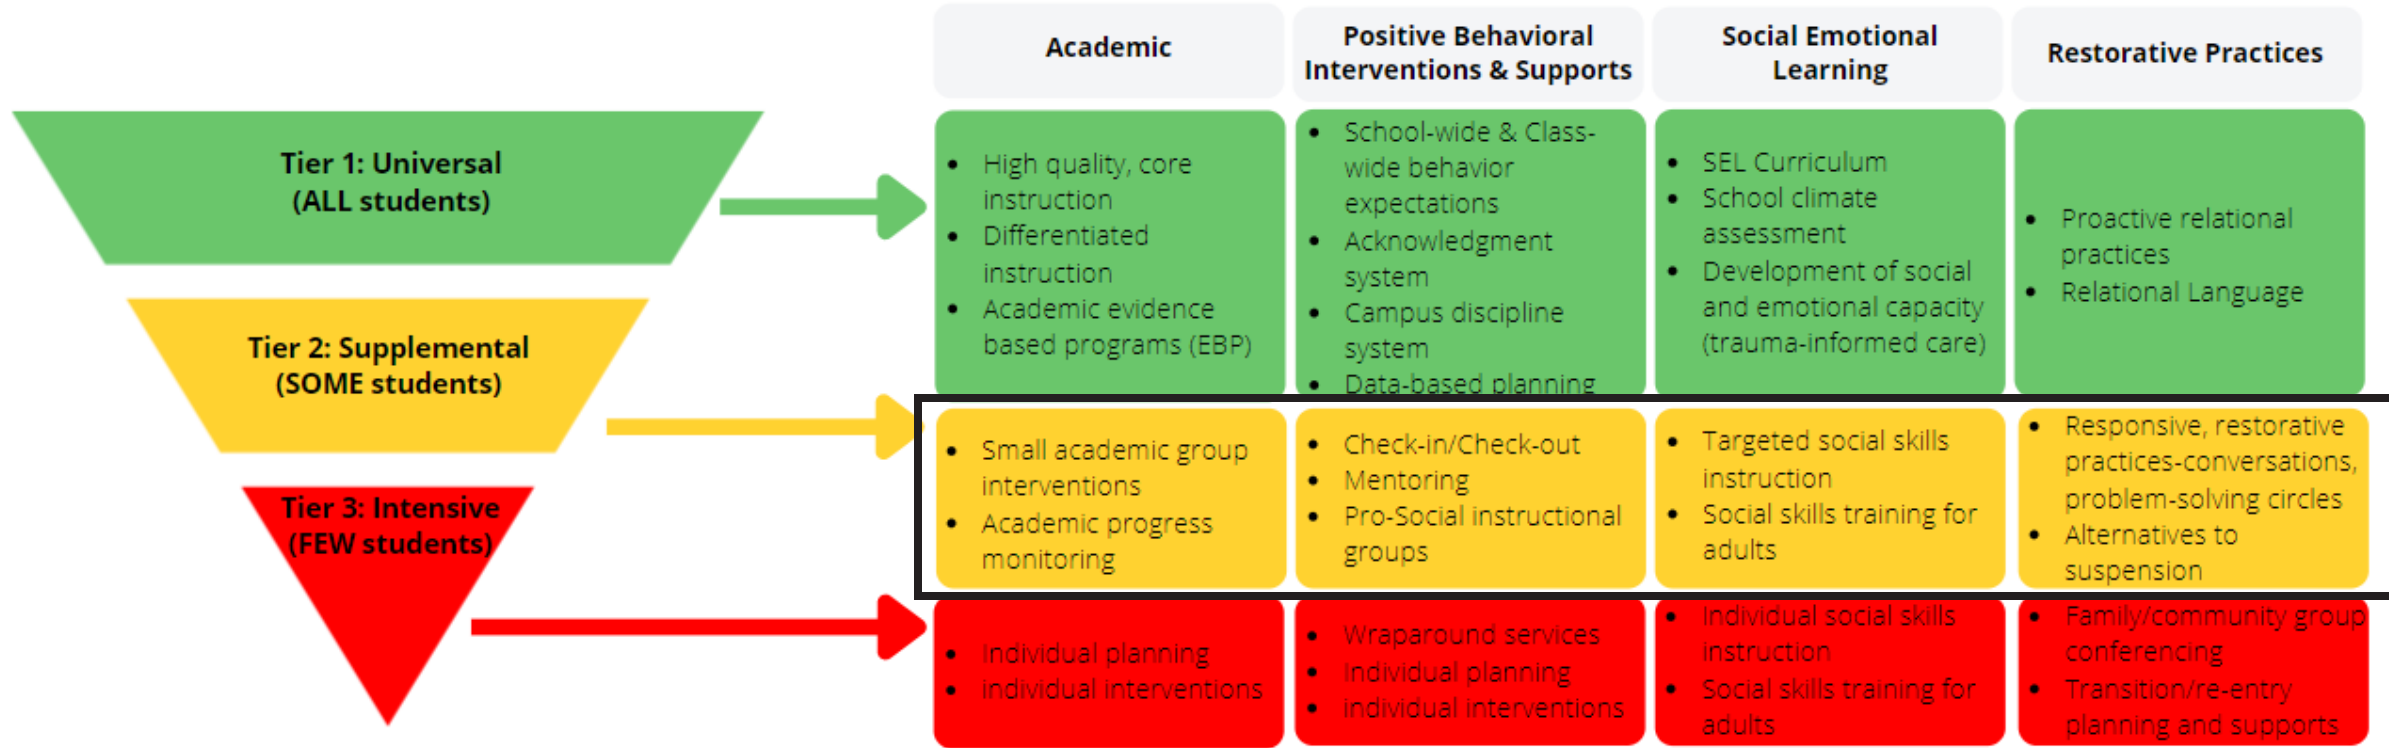 Academic
Positive Behavioral
Interventions & Supports
Social Emotional
Learning
Restorative Practices
Tier 1: Universal
(ALL students)
• High quality, core
instruction
• Differentiated
instruction
• Academic evidence
based programs (EBP)
• School-wide & Class-
wide behavior
expectations
• Acknowledgment
system
• Campus discipline
system
• Data-based planning
• SEL Curriculum
• School climate
assessment
• Development of social
and emotional capacity
(trauma-informed care)
• Proactive relational
practices
• Relational Language
Tier 2: Supplemental
(SOME students)
• Small academic group
interventions
• Academic progress
monitoring
• Check-in/Check-out
• Mentoring
• Pro-Social instructional
groups
• Targeted social skills
instruction
• Social skills training for
adults
• Responsive, restorative
practices-conversations,
problem-solving circles
• Alternatives to
suspension
Tier 3: Intensive
(FEW students)
• Individual planning
• individual interventions
• Wraparound services
• Individual planning
• individual interventions
• Individual social skills
instruction
• Social skills training for
adults
• Family/community group
conferencing
• Transition/re-entry
planning and supports